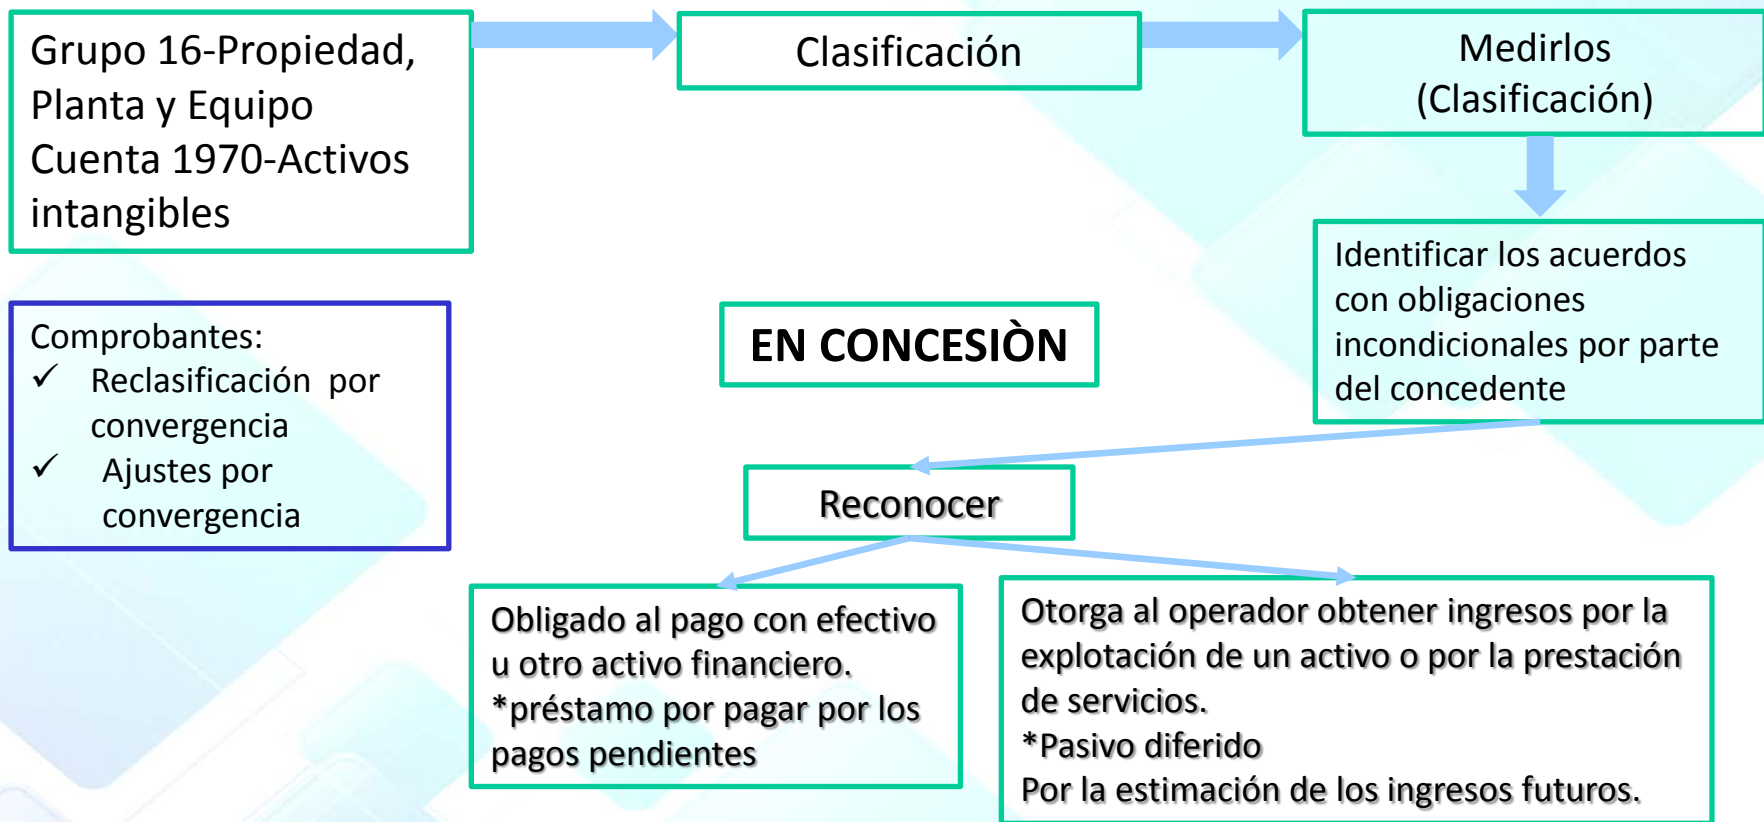 Grupo 16-Propiedad,
Planta y Equipo
Cuenta 1970-Activos
intangibles
Clasificación
Medirlos
(Clasificación)
Identificar los acuerdos
con obligaciones
incondicionales por parte
del concedente
Comprobantes:
✓ Reclasificación por
convergencia
✓ Ajustes por
convergencia
EN CONCESIÒN
Reconocer
Obligado al pago con efectivo
u otro activo financiero.
*préstamo por pagar por los
pagos pendientes
Otorga al operador obtener ingresos por la
explotación de un activo o por la prestación
de servicios.
*Pasivo diferido
Por la estimación de los ingresos futuros.